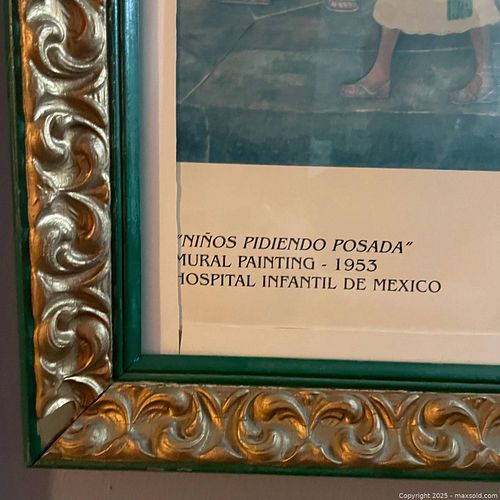 "NIÑOS PIDIENDO POSADA"
MURAL PAINTING - 1953
HOSPITAL INFANTIL DE MEXICO
Copyright © 2025 - maxsold.com